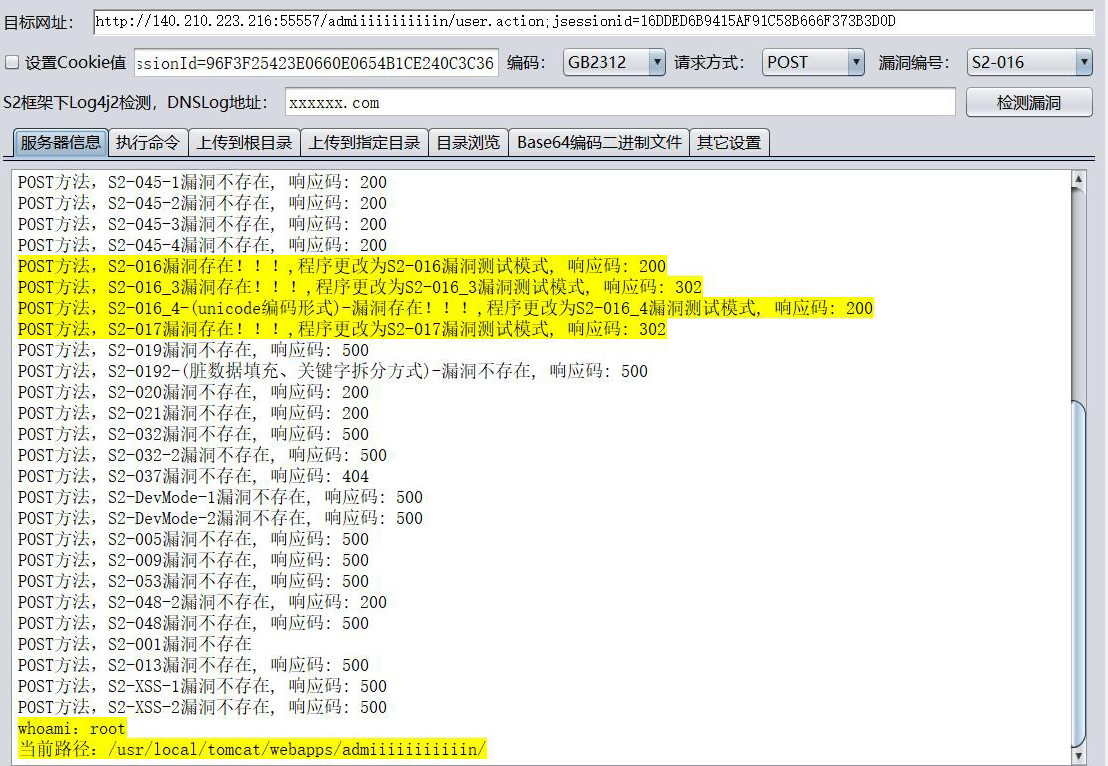 目标网址： http://140.210.223.216:55557/admiiiiiiiiiiin/user.action;jsessionid=16DDED6B9415AF91C58B666F373B3D0D
设置Cookie值 ssionId=96F3F25423E0660E0654B1CE240C3C36 编码： GB2312 请求方式： POST 漏洞编号： S2-016
S2框架下Log4j2检测，DNSLog地址： xxxxxx.com 检测漏洞
服务器信息 执行命令 上传到根目录 上传到指定目录 目录浏览 Base64编码二进制文件 其它设置
POST方法，S2-045-1漏洞不存在, 响应码: 200
POST方法，S2-045-2漏洞不存在, 响应码: 200
POST方法，S2-045-3漏洞不存在, 响应码: 200
POST方法，S2-045-4漏洞不存在, 响应码: 200
POST方法，S2-016漏洞存在！！！,程序更改为S2-016漏洞测试模式, 响应码: 200
POST方法，S2-016_3漏洞存在！！！,程序更改为S2-016_3漏洞测试模式, 响应码: 302
POST方法，S2-016_4-(unicode编码形式)-漏洞存在！！！,程序更改为S2-016_4漏洞测试模式, 响应码: 200
POST方法，S2-017漏洞存在！！！,程序更改为S2-017漏洞测试模式, 响应码: 302
POST方法，S2-019漏洞不存在, 响应码: 500
POST方法，S2-0192-(脏数据填充、关键字拆分方式)-漏洞不存在, 响应码: 500
POST方法，S2-020漏洞不存在, 响应码: 200
POST方法，S2-021漏洞不存在, 响应码: 200
POST方法，S2-032漏洞不存在, 响应码: 500
POST方法，S2-032-2漏洞不存在, 响应码: 500
POST方法，S2-037漏洞不存在, 响应码: 404
POST方法，S2-DevMode-1漏洞不存在, 响应码: 500
POST方法，S2-DevMode-2漏洞不存在, 响应码: 500
POST方法，S2-005漏洞不存在, 响应码: 500
POST方法，S2-009漏洞不存在, 响应码: 500
POST方法，S2-053漏洞不存在, 响应码: 500
POST方法，S2-048-2漏洞不存在, 响应码: 200
POST方法，S2-048漏洞不存在, 响应码: 500
POST方法，S2-001漏洞不存在
POST方法，S2-013漏洞不存在, 响应码: 500
POST方法，S2-XSS-1漏洞不存在, 响应码: 500
POST方法，S2-XSS-2漏洞不存在, 响应码: 500
whoami：root
当前路径：/usr/local/tomcat/webapps/admiiiiiiiiiiin/